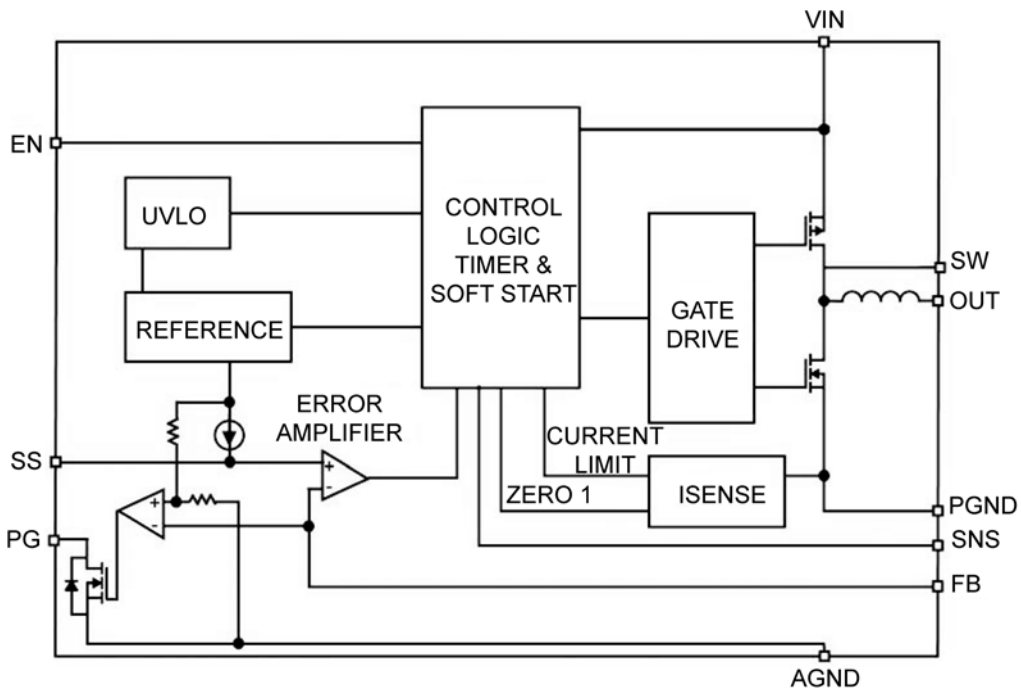 VIN
EN
UVLO
CONTROL
LOGIC
TIMER &
SOFT START
SW
OUT
REFERENCE
GATE
DRIVE
ERROR
AMPLIFIER
CURRENT
LIMIT
SS
+
-
ZERO 1
ISENSE
+
-
PG
PGND
SNS
FB
AGND